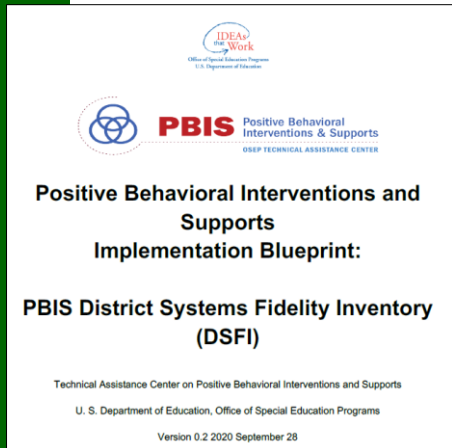 IDEAs
that Work
Office of Special Education Programs
U.S. Department of Education
PBIS Positive Behavioral
Interventions & Supports
OSEP TECHNICAL ASSISTANCE CENTER
Positive Behavioral Interventions and
Supports
Implementation Blueprint:
PBIS District Systems Fidelity Inventory
(DSFI)
Technical Assistance Center on Positive Behavioral Interventions and Supports
U. S. Department of Education, Office of Special Education Programs
Version 0.2 2020 September 28